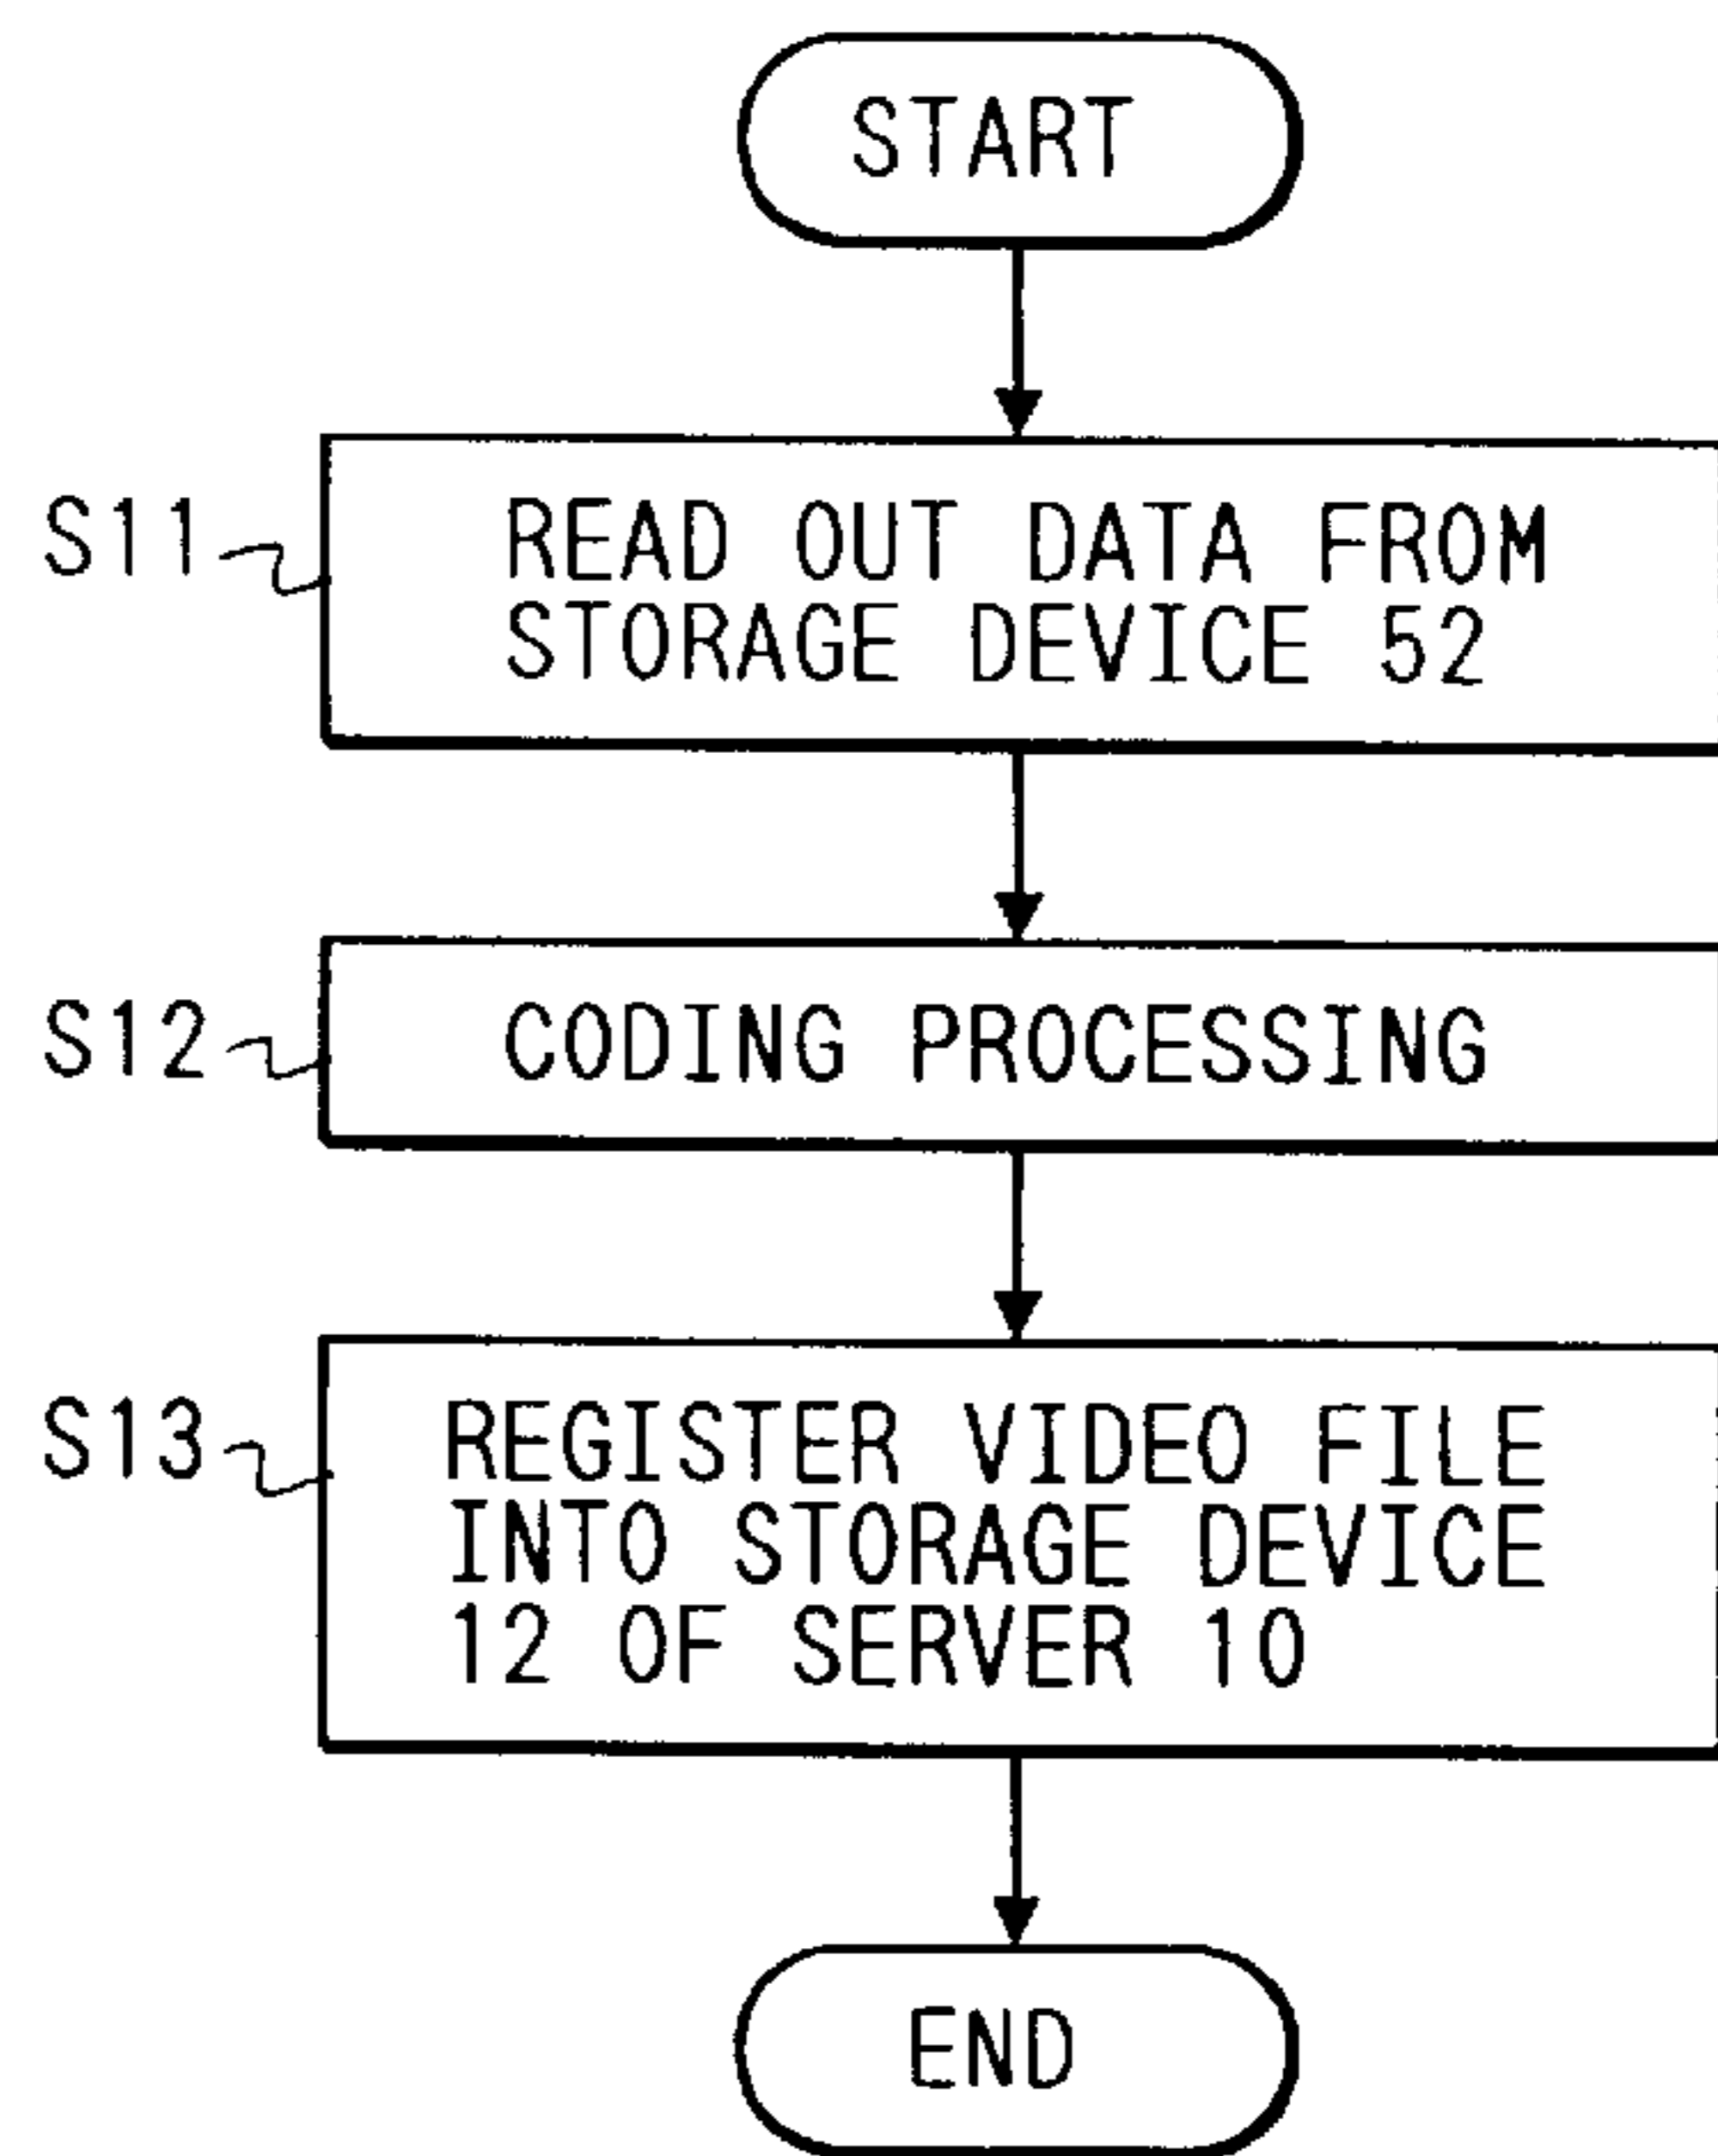 START
S11
READ OUT DATA FROM
STORAGE DEVICE 52
S12
CODING PROCESSING
S13
REGISTER VIDEO FILE
INTO STORAGE DEVICE
12 OF SERVER 10
END